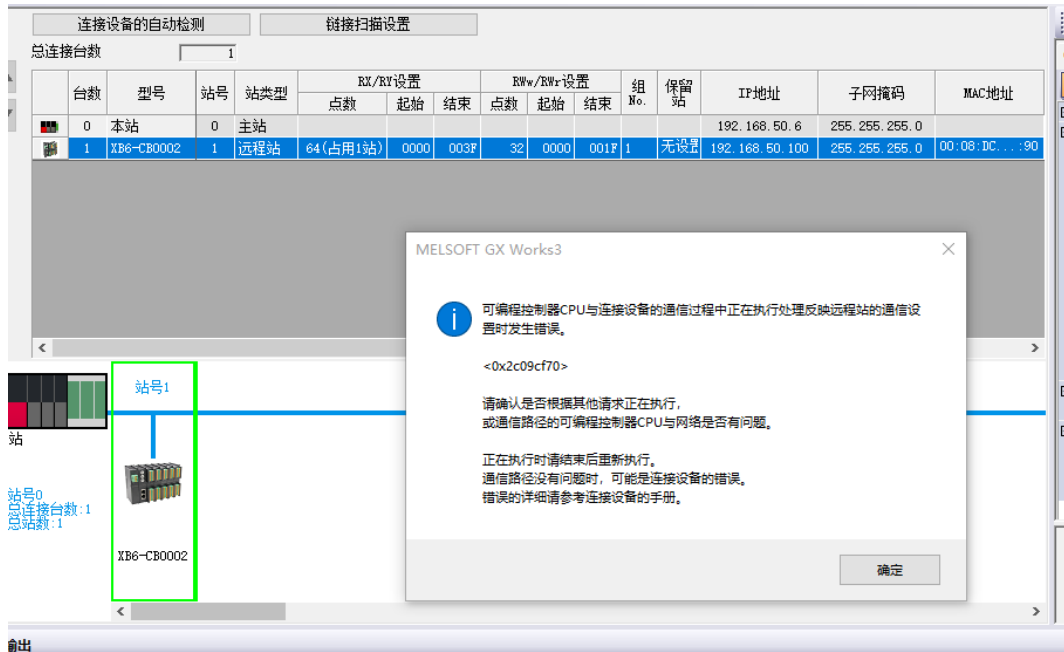 连接设备的自动检测 链接扫描设置
总连接台数 1
台数 型号 站号 站类型 RX/RY设置 RWw/RWr设置 组No. 保留站 IP地址 子网掩码 MAC地址
点数 起始 结束 点数 起始 结束
0 本站 0 主站 192.168.50.6 255.255.255.0
1 XB6-CB0002 1 远程站 64(占用1站) 0000 003F 32 0000 001F 1 无设置 192.168.50.100 255.255.255.0 00:08:DC...:90
MELSOFT GX Works3
可编程控制器CPU与连接设备的通信过程中正在执行处理反映远程站的通信设
置时发生错误。
<0x2c09cf70>
请确认是否根据其他请求正在执行，
或通信路径的可编程控制器CPU与网络是否有问题。
正在执行时请结束后重新执行。
通信路径没有问题时，可能是连接设备的错误。
错误的详细请参考连接设备的手册。
确定
站号1
站
站号0
总连接台数:1
总站数:1
XB6-CB0002
输出